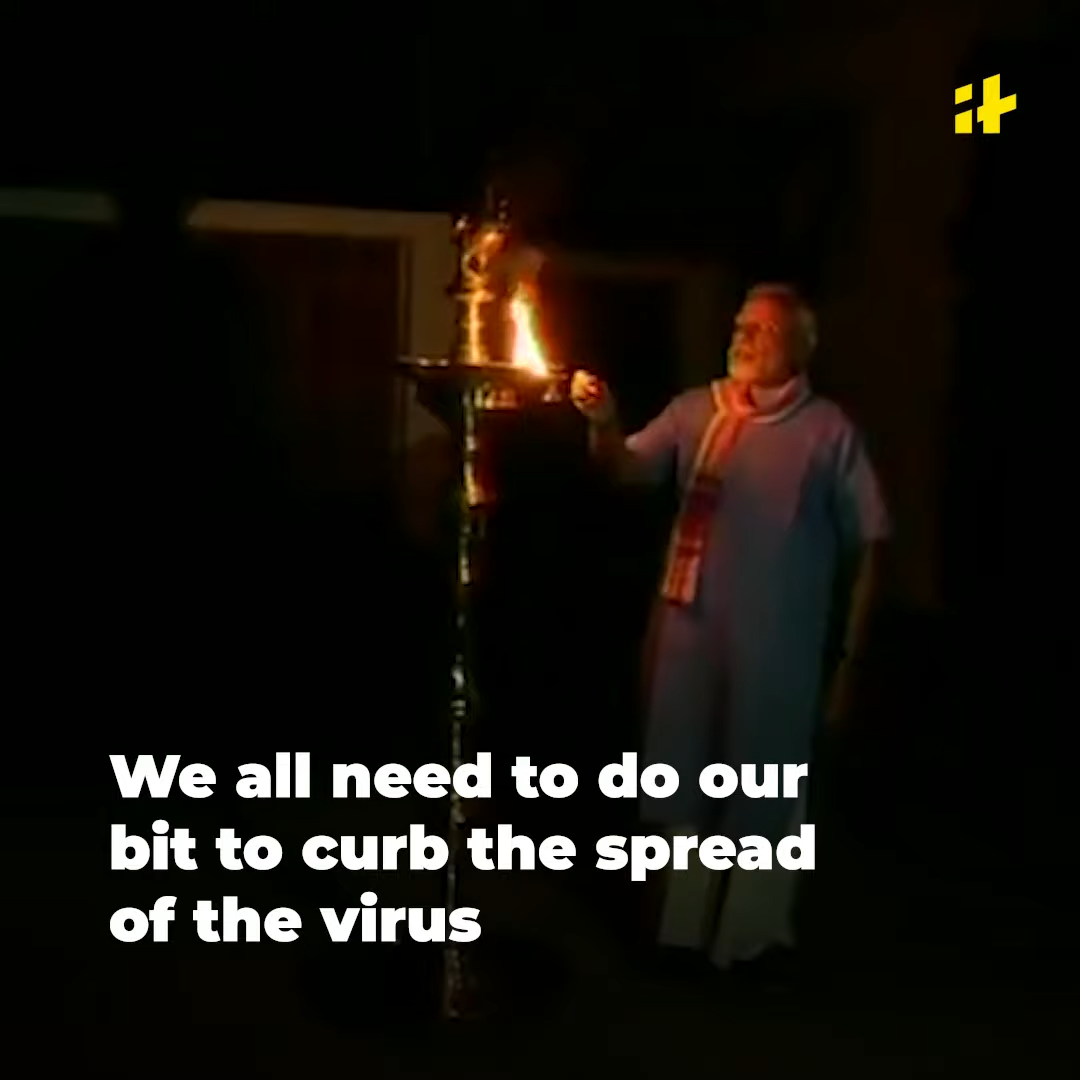 We all need to do our
bit to curb the spread
of the virus